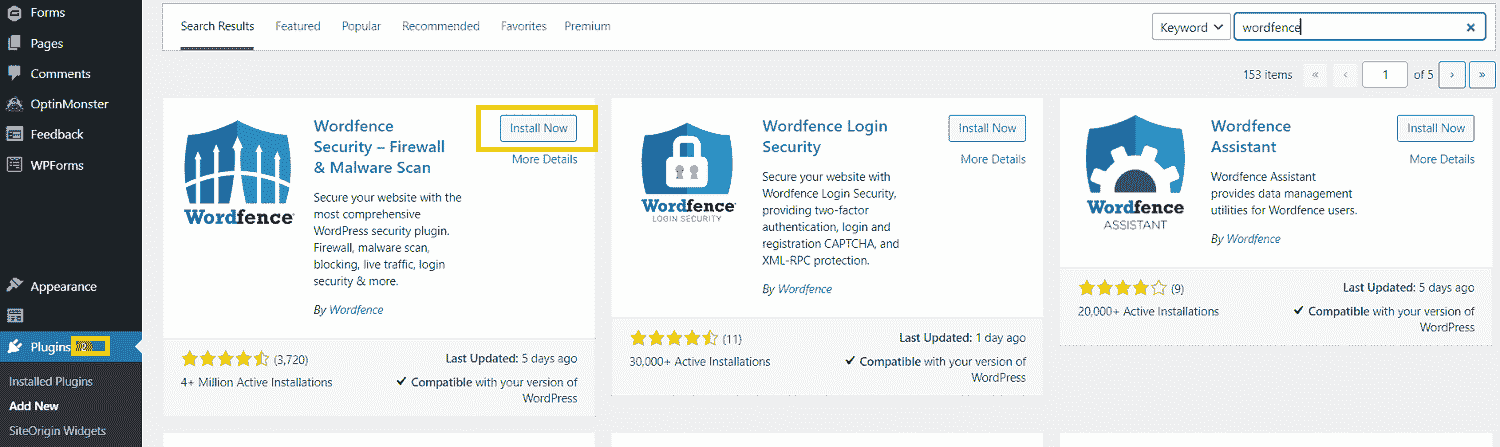 Forms
Pages
Comments
OptinMonster
Feedback
WPForms
Appearance
Plugins
Installed Plugins
Add New
SiteOrigin Widgets
Search Results Featured Popular Recommended Favorites Premium
Keyword wordfence
153 items « ‹ 1 of 5 › »
Wordfence
Security – Firewall
& Malware Scan
Install Now
More Details
Secure your website with the
most comprehensive
WordPress security plugin.
Firewall, malware scan,
blocking, live traffic, login
security & more.
By Wordfence
Wordfence
(3,720)
4+ Million Active Installations
Last Updated: 5 days ago
Compatible with your version of
WordPress
Wordfence Login
Security
Install Now
More Details
Secure your website with
Wordfence Login Security,
providing two-factor
authentication, login and
registration CAPTCHA, and
XML-RPC protection.
By Wordfence
Wordfence
LOGIN SECURITY
(11)
30,000+ Active Installations
Last Updated: 1 day ago
Compatible with your version of
WordPress
Wordfence
Assistant
Install Now
More Details
Wordfence Assistant
provides data management
utilities for Wordfence users.
By Wordfence
Wordfence
ASSISTANT
(9)
20,000+ Active Installations
Last Updated: 5 days ago
Compatible with your version of
WordPress